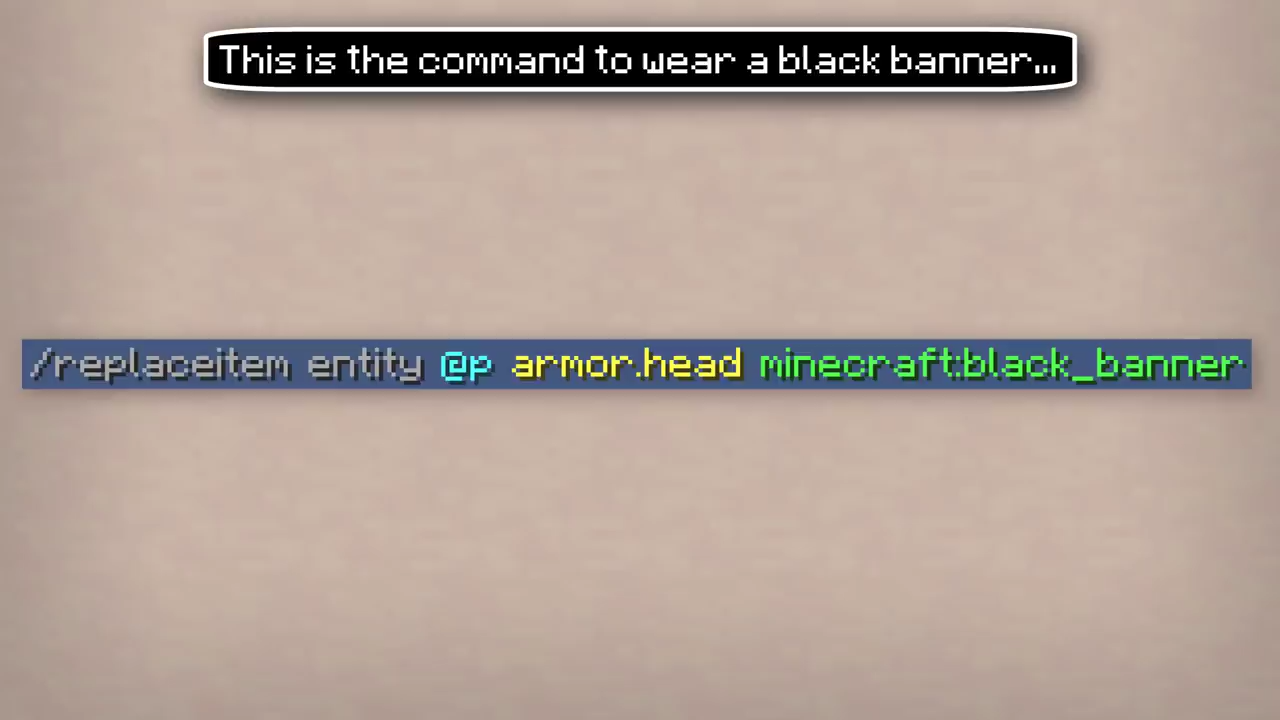 This is the command to wear a black banner...
/replaceitem entity @p armor.head minecraft:black_banner